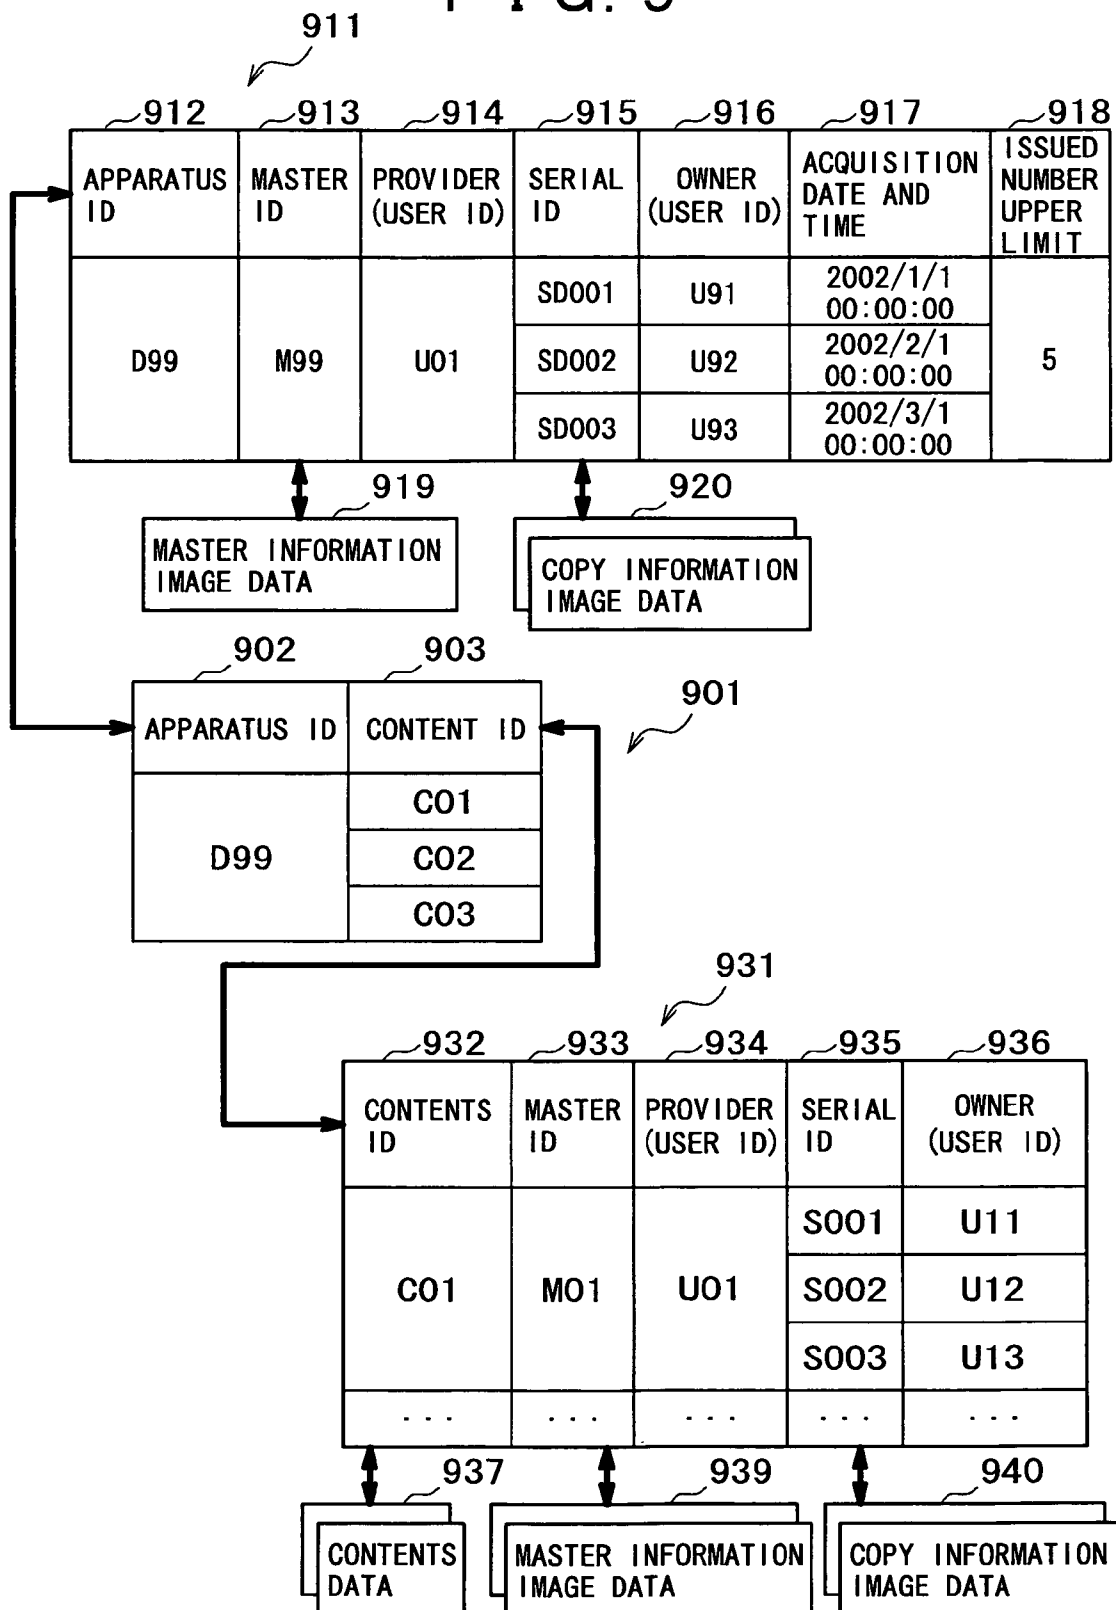 FIG. 9
911
912 913 914 915 916 917 918
APPARATUS ID
MASTER ID
PROVIDER (USER ID)
SERIAL ID
OWNER (USER ID)
ACQUISITION DATE AND TIME
ISSUED NUMBER UPPER LIMIT
D99
M99
U01
SD001 U91 2002/1/1 00:00:00
SD002 U92 2002/2/1 00:00:00
SD003 U93 2002/3/1 00:00:00
5
919
MASTER INFORMATION
IMAGE DATA
920
COPY INFORMATION
IMAGE DATA
902 903
901
APPARATUS ID CONTENT ID
D99
C01
C02
C03
931
932 933 934 935 936
CONTENTS ID
MASTER ID
PROVIDER (USER ID)
SERIAL ID
OWNER (USER ID)
C01
M01
U01
S001 U11
S002 U12
S003 U13
... ... ... ... ...
937
CONTENTS
DATA
939
MASTER INFORMATION
IMAGE DATA
940
COPY INFORMATION
IMAGE DATA